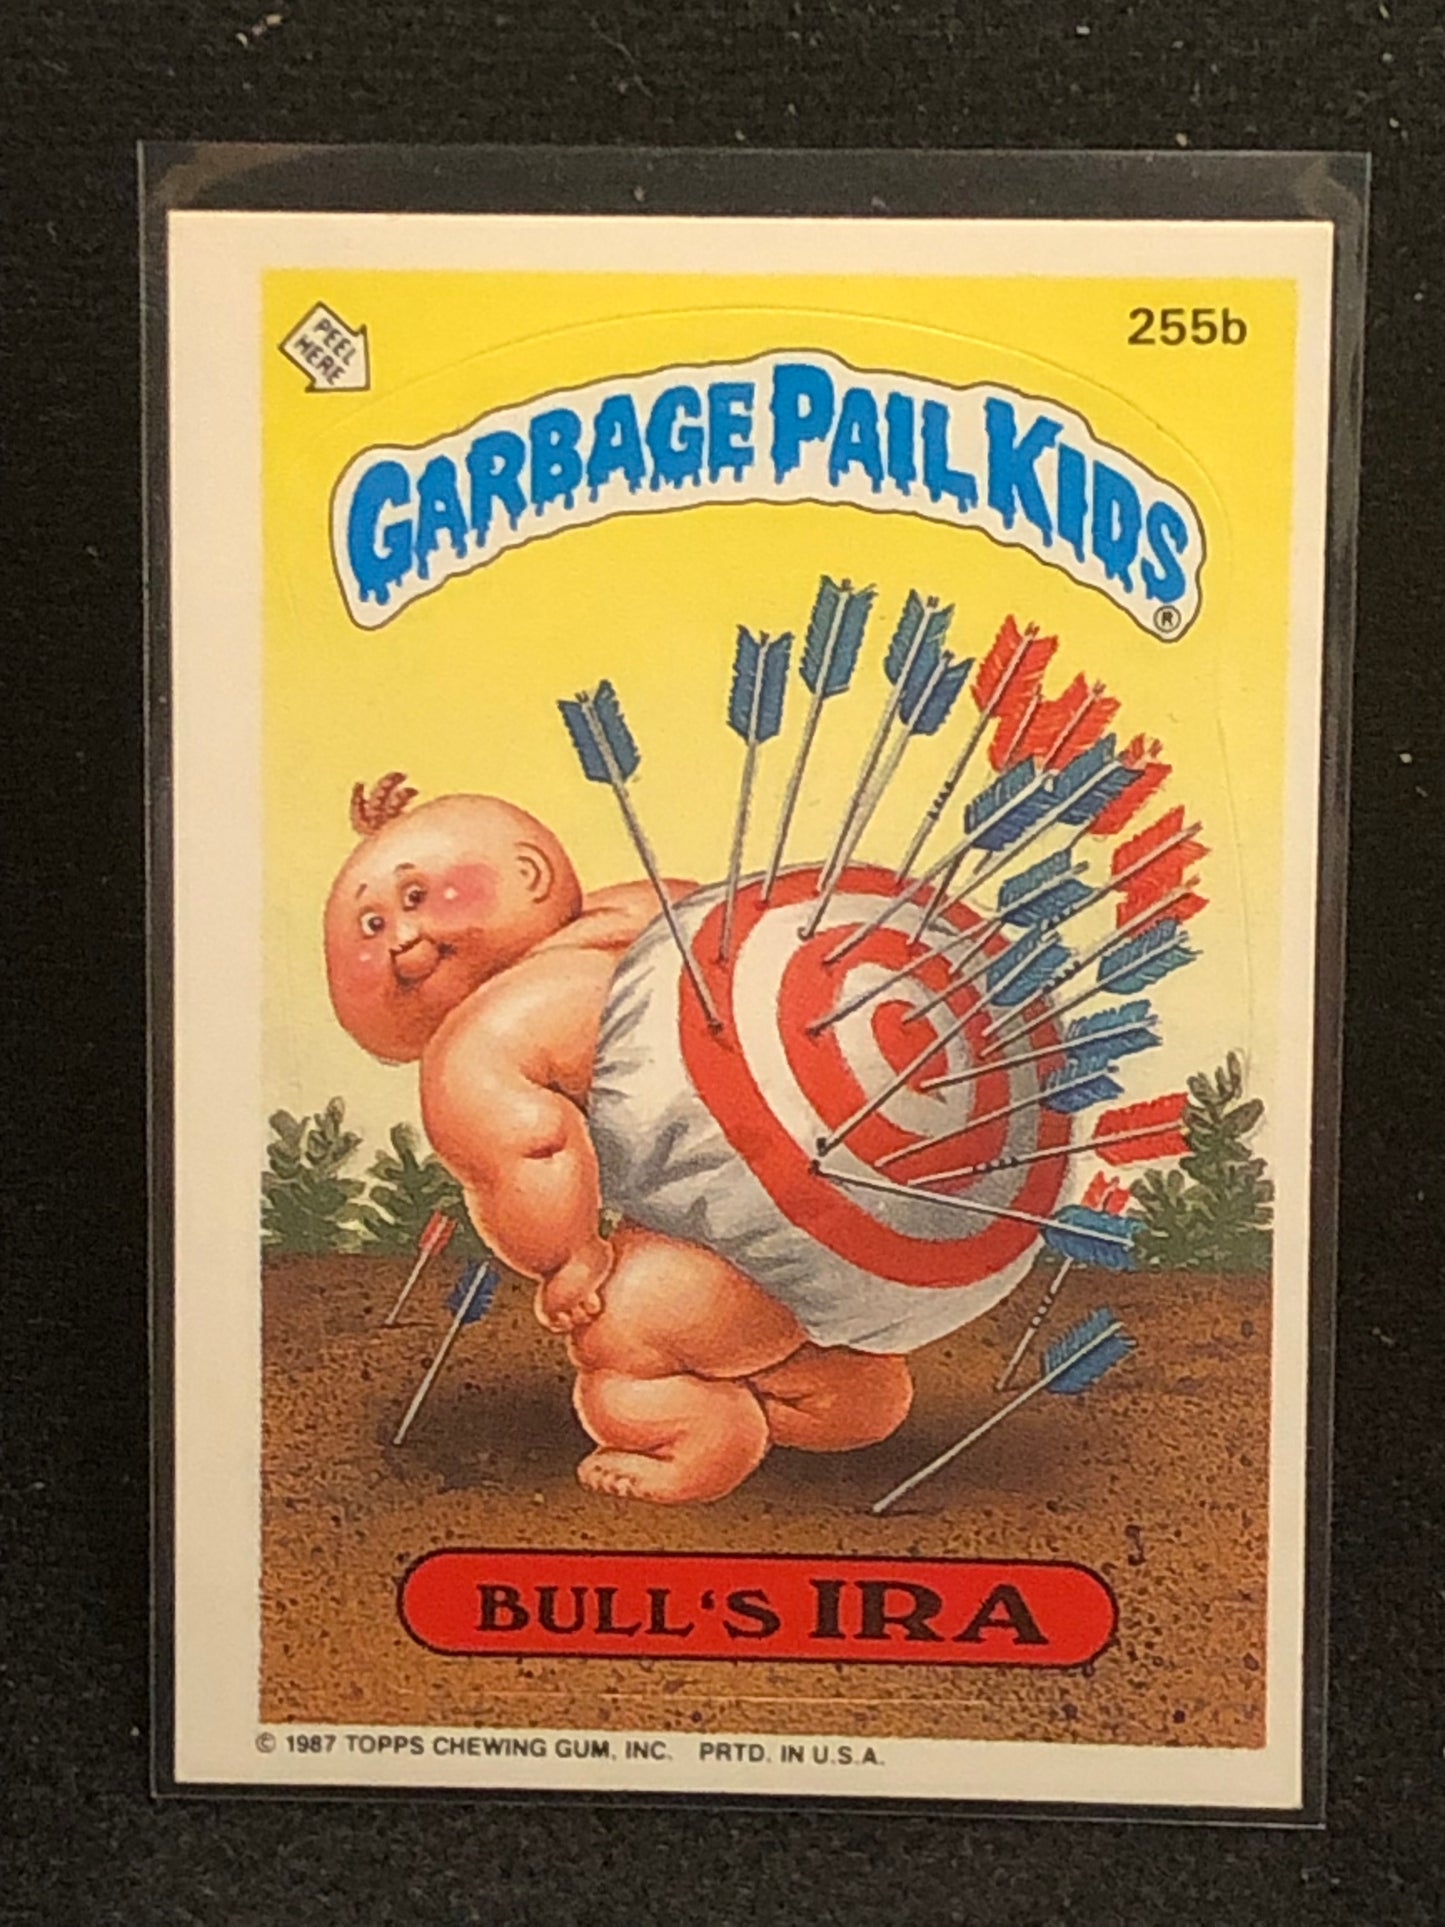 PEEL
HERE
255b
GARBAGE PAIL KIDS
®
BULL'S IRA
© 1987 TOPPS CHEWING GUM, INC. PRTD. IN U.S.A.